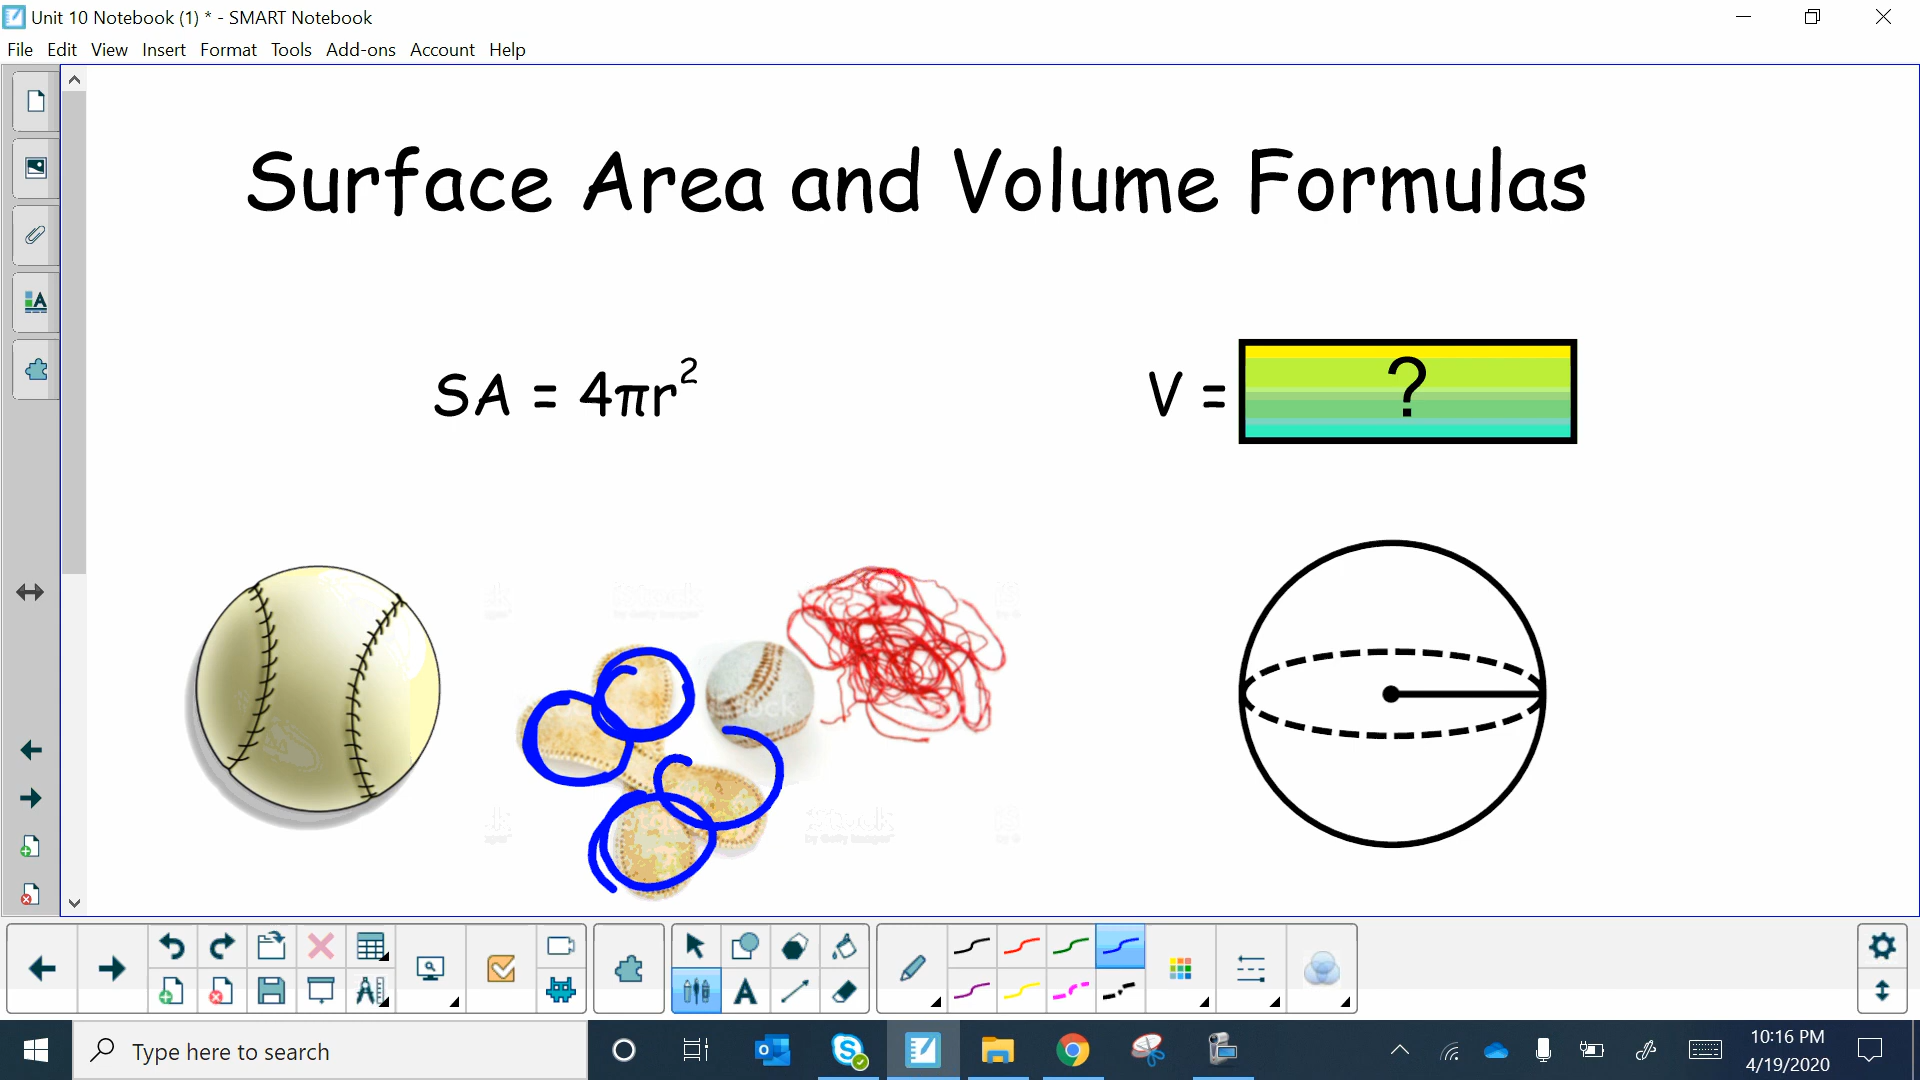 Unit 10 Notebook (1) * - SMART Notebook
File Edit View Insert Format Tools Add-ons Account Help
Surface Area and Volume Formulas
SA = 4πr²
V = ?
Type here to search
10:16 PM
4/19/2020